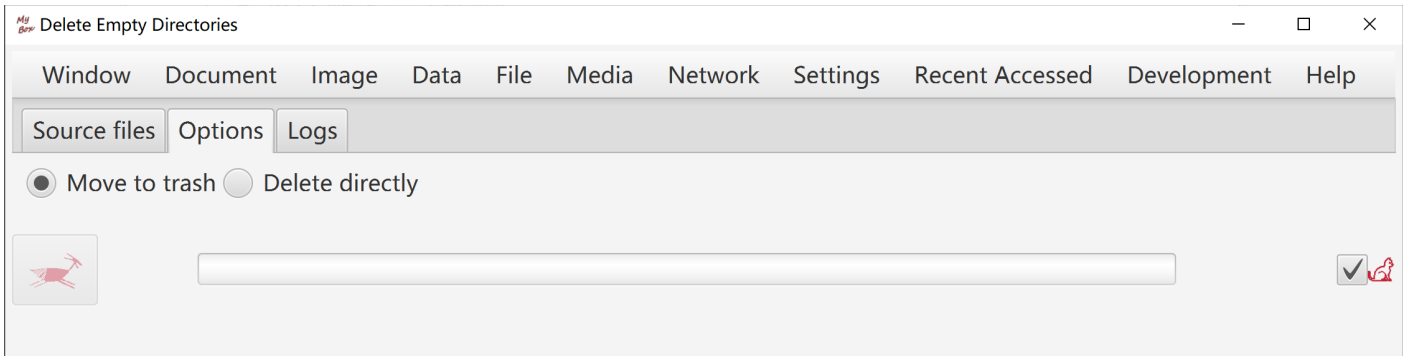 My Box Delete Empty Directories
Window Document Image Data File Media Network Settings Recent Accessed Development Help
Source files Options Logs
Move to trash Delete directly